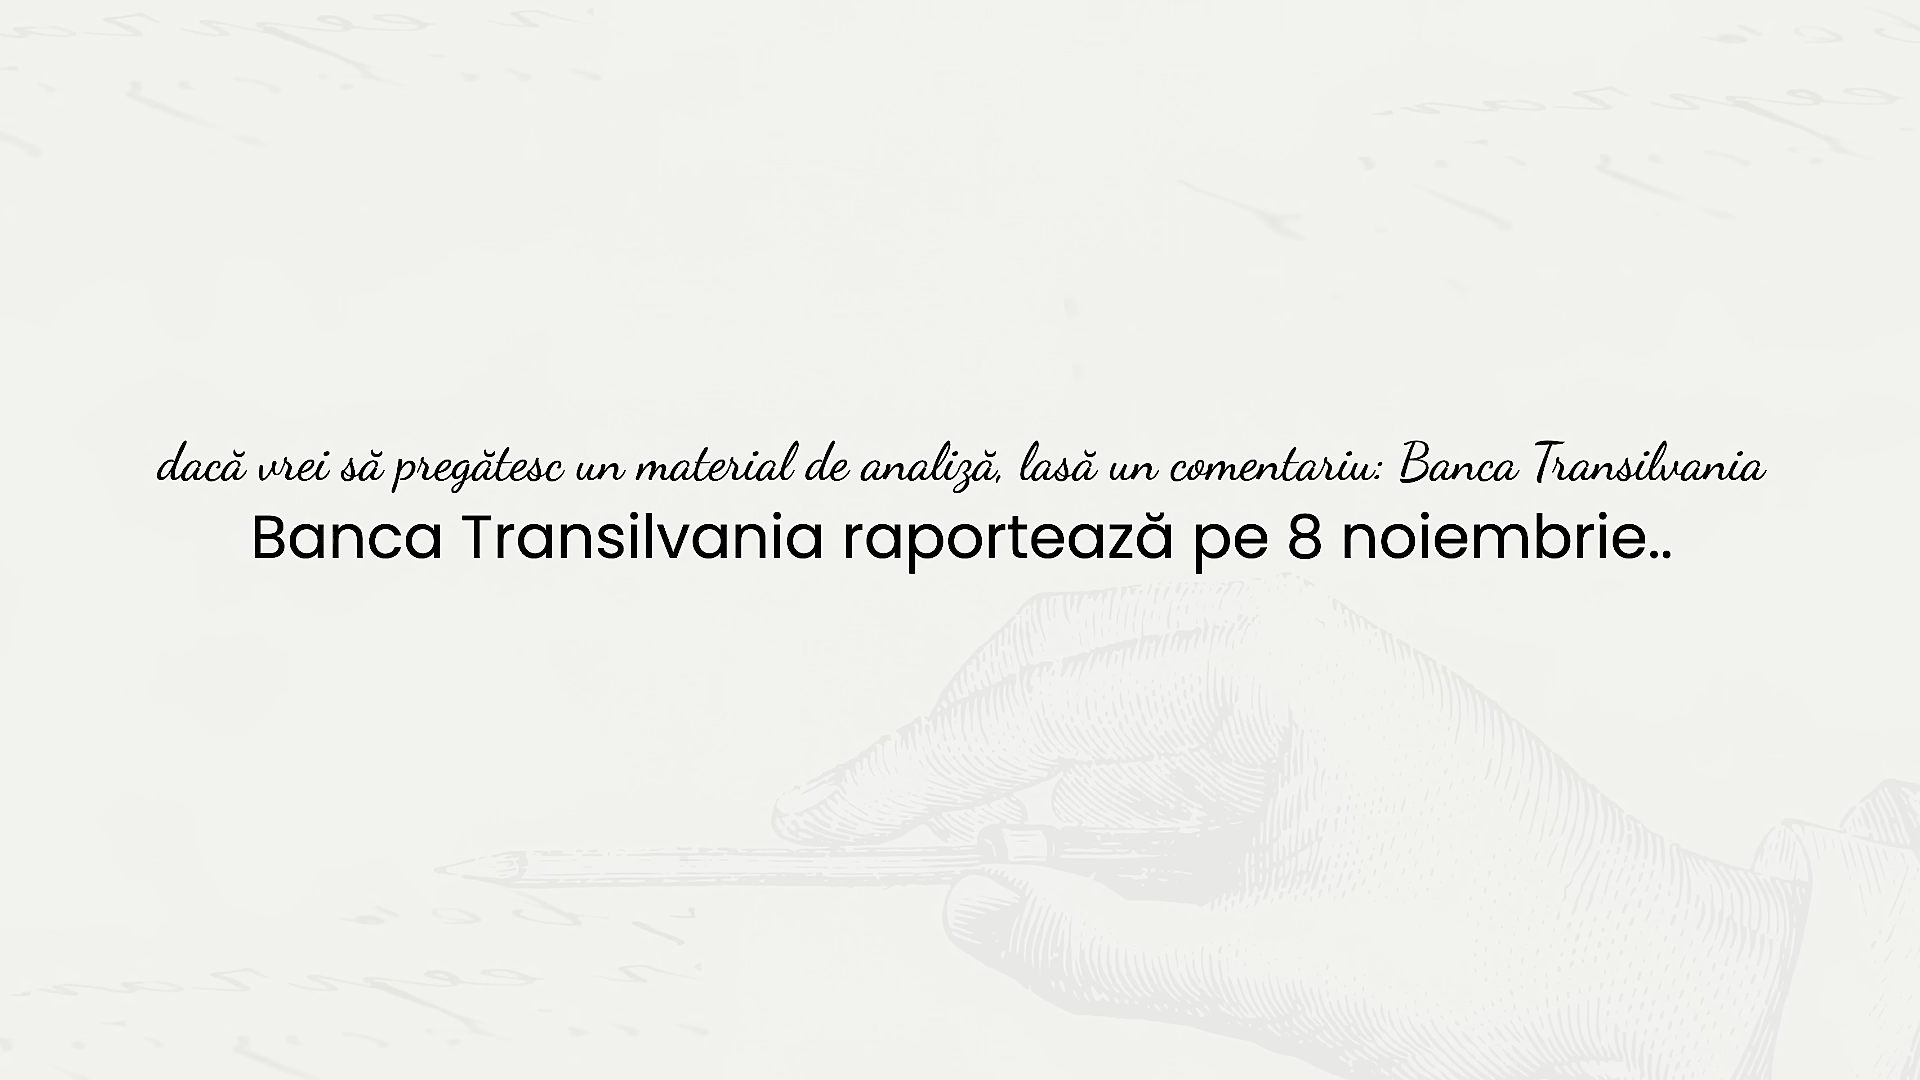 dacă vrei să pregătesc un material de analiză, lasă un comentariu: Banca Transilvania
Banca Transilvania raportează pe 8 noiembrie..